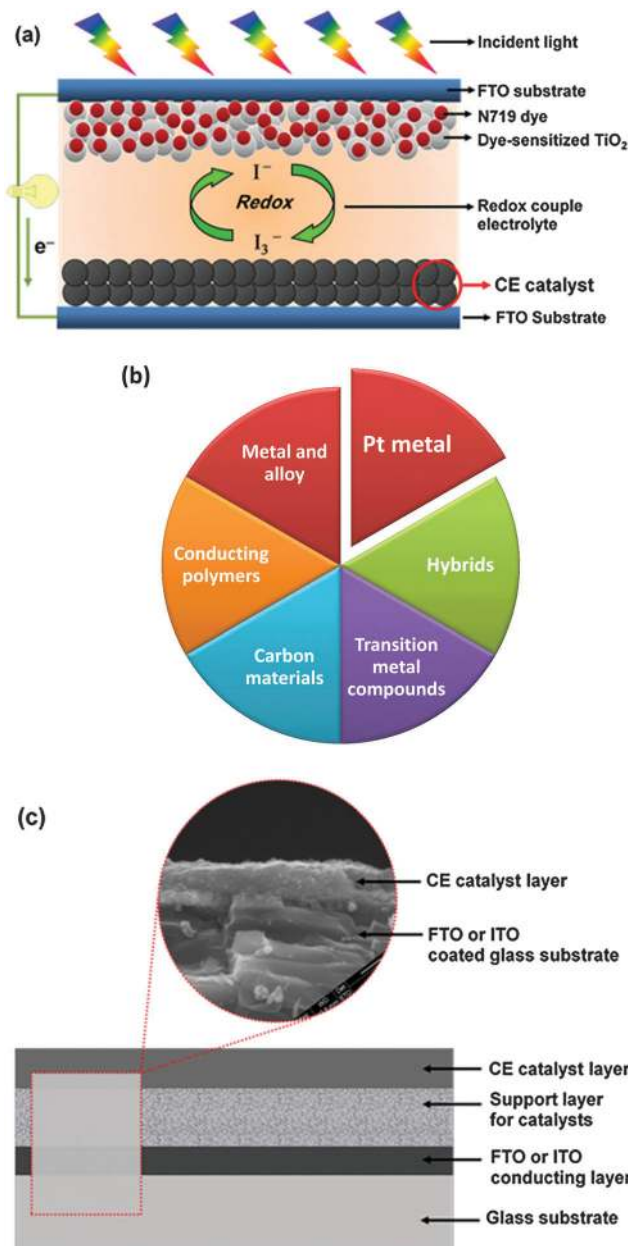 (a)
Incident light
FTO substrate
N719 dye
Dye-sensitized TiO₂
I⁻
Redox
I₃⁻
Redox couple
electrolyte
e⁻
CE catalyst
FTO Substrate
(b)
Metal and
alloy
Pt metal
Conducting
polymers
Hybrids
Carbon
materials
Transition
metal
compounds
(c)
CE catalyst layer
FTO or ITO
coated glass substrate
CE catalyst layer
Support layer
for catalysts
FTO or ITO
conducting layer
Glass substrate